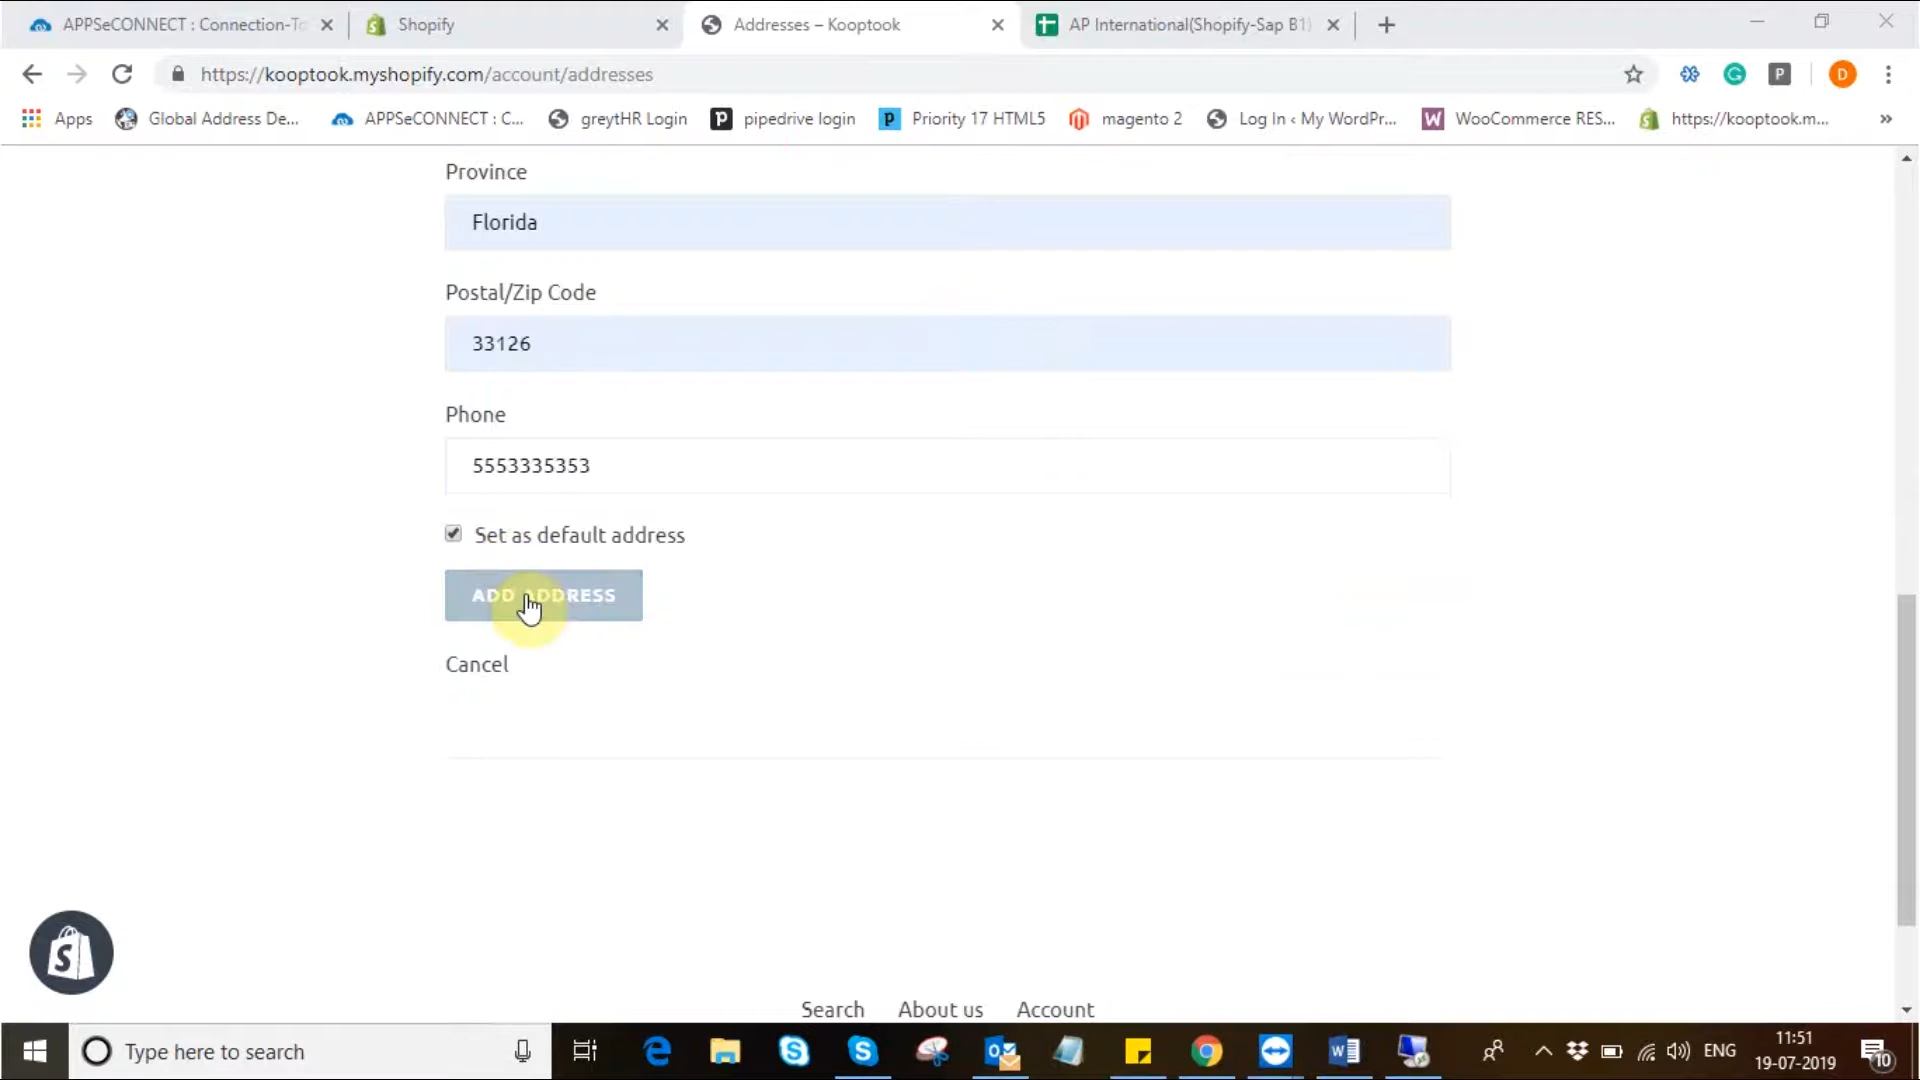 APPSeCONNECT : Connection-To
Shopify
Addresses – Kooptook
AP International(Shopify-Sap B1)
https://kooptook.myshopify.com/account/addresses
P
D
Apps
Global Address De...
APPSeCONNECT : C...
greytHR Login
pipedrive login
Priority 17 HTML5
magento 2
Log In ‹ My WordPr...
WooCommerce RES...
https://kooptook.m...
»
Province
Florida
Postal/Zip Code
33126
Phone
5553335353
Set as default address
ADD ADDRESS
Cancel
Search
About us
Account
Type here to search
ENG
11:51
19-07-2019
10